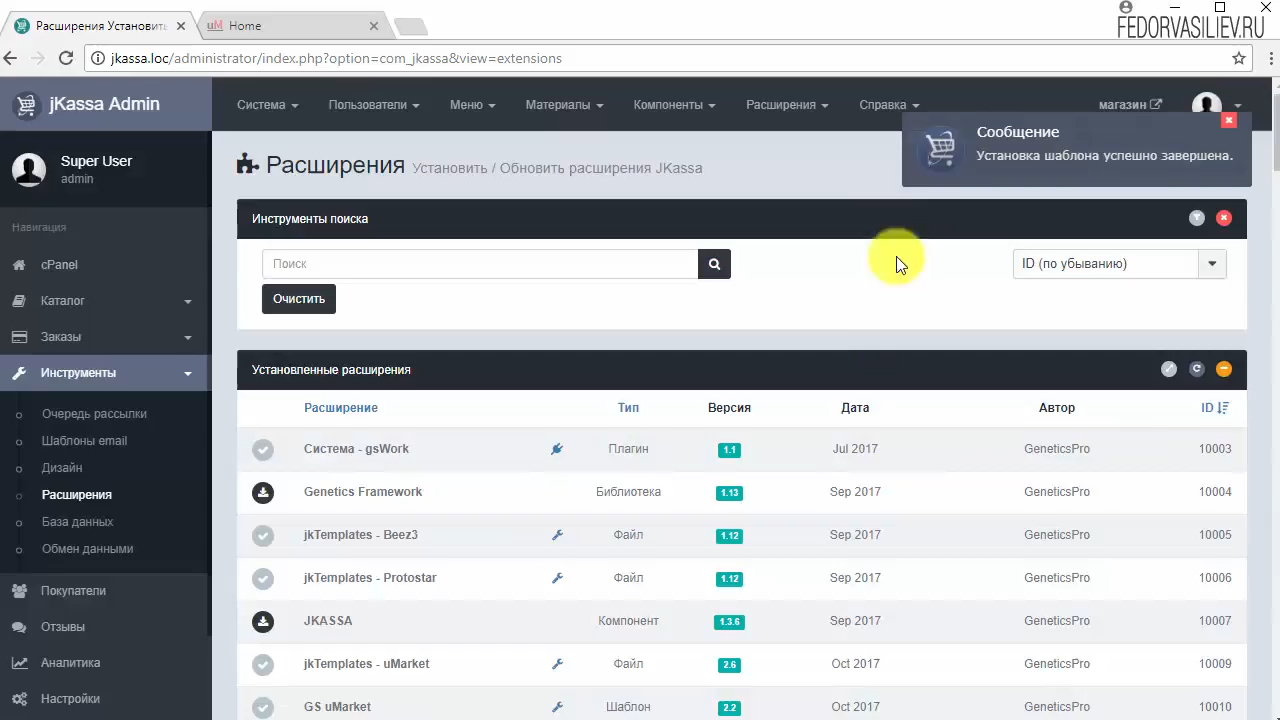 Расширения Установить
uM Home
FEDORVASILIEV.RU
jkassa.loc/administrator/index.php?option=com_jkassa&view=extensions
jKassa Admin
Система
Пользователи
Меню
Материалы
Компоненты
Расширения
Справка
магазин
Сообщение
Установка шаблона успешно завершена.
Super User
admin
Навигация
cPanel
Каталог
Заказы
Инструменты
Очередь рассылки
Шаблоны email
Дизайн
Расширения
База данных
Обмен данными
Покупатели
Отзывы
Аналитика
Настройки
Расширения Установить / Обновить расширения JKassa
Инструменты поиска
Поиск
ID (по убыванию)
Очистить
Установленные расширения
Расширение Тип Версия Дата Автор ID
Система - gsWork Плагин 1.1 Jul 2017 GeneticsPro 10003
Genetics Framework Библиотека 1.13 Sep 2017 GeneticsPro 10004
jkTemplates - Beez3 Файл 1.12 Sep 2017 GeneticsPro 10005
jkTemplates - Protostar Файл 1.12 Sep 2017 GeneticsPro 10006
JKASSA Компонент 1.3.6 Sep 2017 GeneticsPro 10007
jkTemplates - uMarket Файл 2.6 Oct 2017 GeneticsPro 10009
GS uMarket Шаблон 2.2 Oct 2017 GeneticsPro 10010